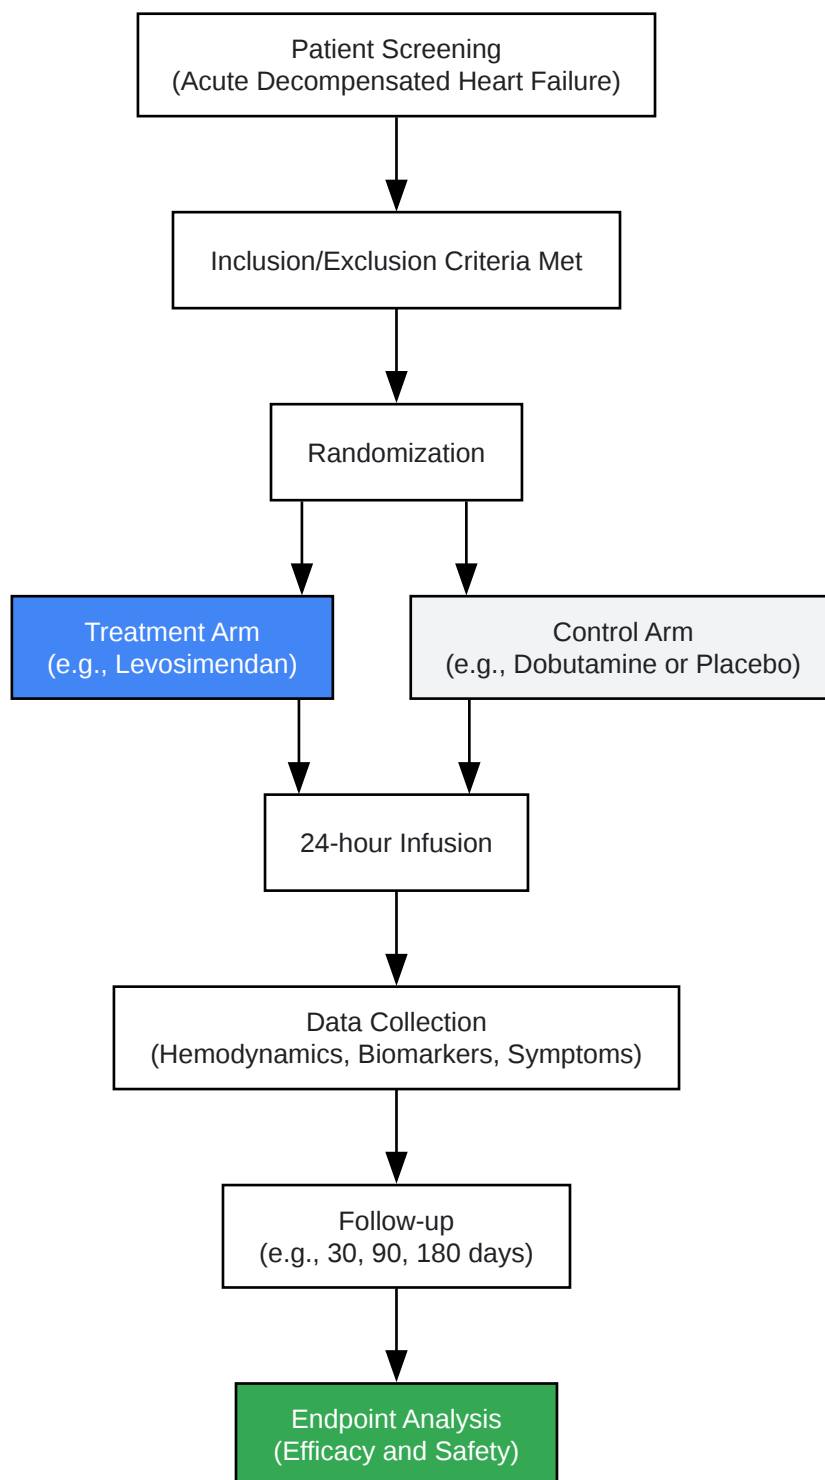 Patient Screening
(Acute Decompensated Heart Failure)
Inclusion/Exclusion Criteria Met
Randomization
Treatment Arm
(e.g., Levosimendan)
Control Arm
(e.g., Dobutamine or Placebo)
24-hour Infusion
Data Collection
(Hemodynamics, Biomarkers, Symptoms)
Follow-up
(e.g., 30, 90, 180 days)
Endpoint Analysis
(Efficacy and Safety)